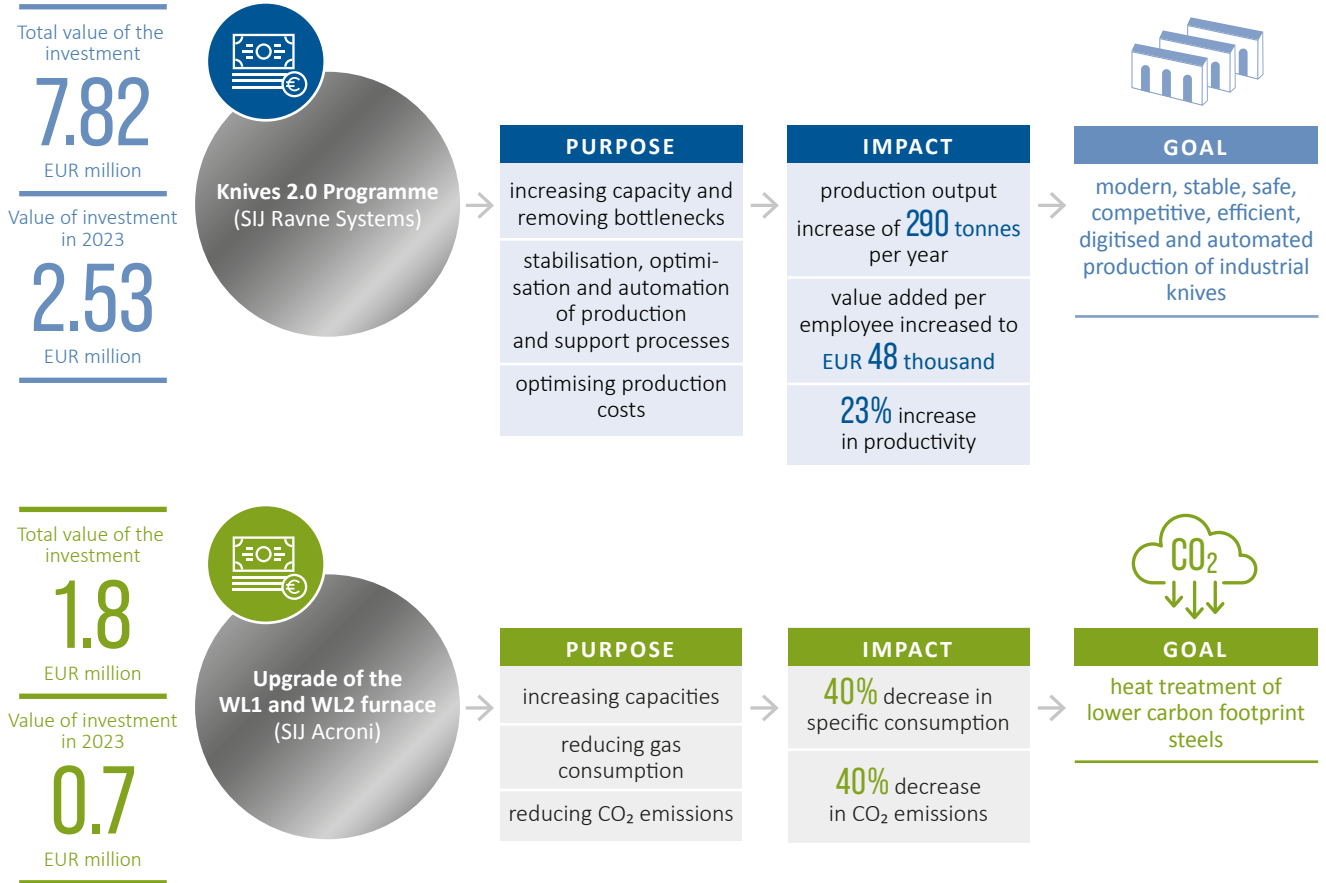 Total value of the
investment
7.82
EUR million
Value of investment
in 2023
2.53
EUR million
€
Knives 2.0 Programme
(SIJ Ravne Systems)
PURPOSE
increasing capacity and
removing bottlenecks
stabilisation, optimi-
sation and automation
of production
and support processes
optimising production
costs
IMPACT
production output
increase of 290 tonnes
per year
value added per
employee increased to
EUR 48 thousand
23% increase
in productivity
GOAL
modern, stable, safe,
competitive, efficient,
digitised and automated
production of industrial
knives
Total value of the
investment
1.8
EUR million
Value of investment
in 2023
0.7
EUR million
€
Upgrade of the
WL1 and WL2 furnace
(SIJ Acroni)
PURPOSE
increasing capacities
reducing gas
consumption
reducing CO₂ emissions
IMPACT
40% decrease in
specific consumption
40% decrease
in CO₂ emissions
CO₂
GOAL
heat treatment of
lower carbon footprint
steels